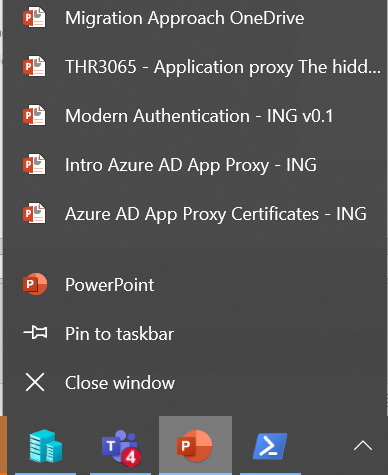 Migration Approach OneDrive
THR3065 - Application proxy The hidd...
Modern Authentication - ING v0.1
Intro Azure AD App Proxy - ING
Azure AD App Proxy Certificates - ING
PowerPoint
Pin to taskbar
Close window
4